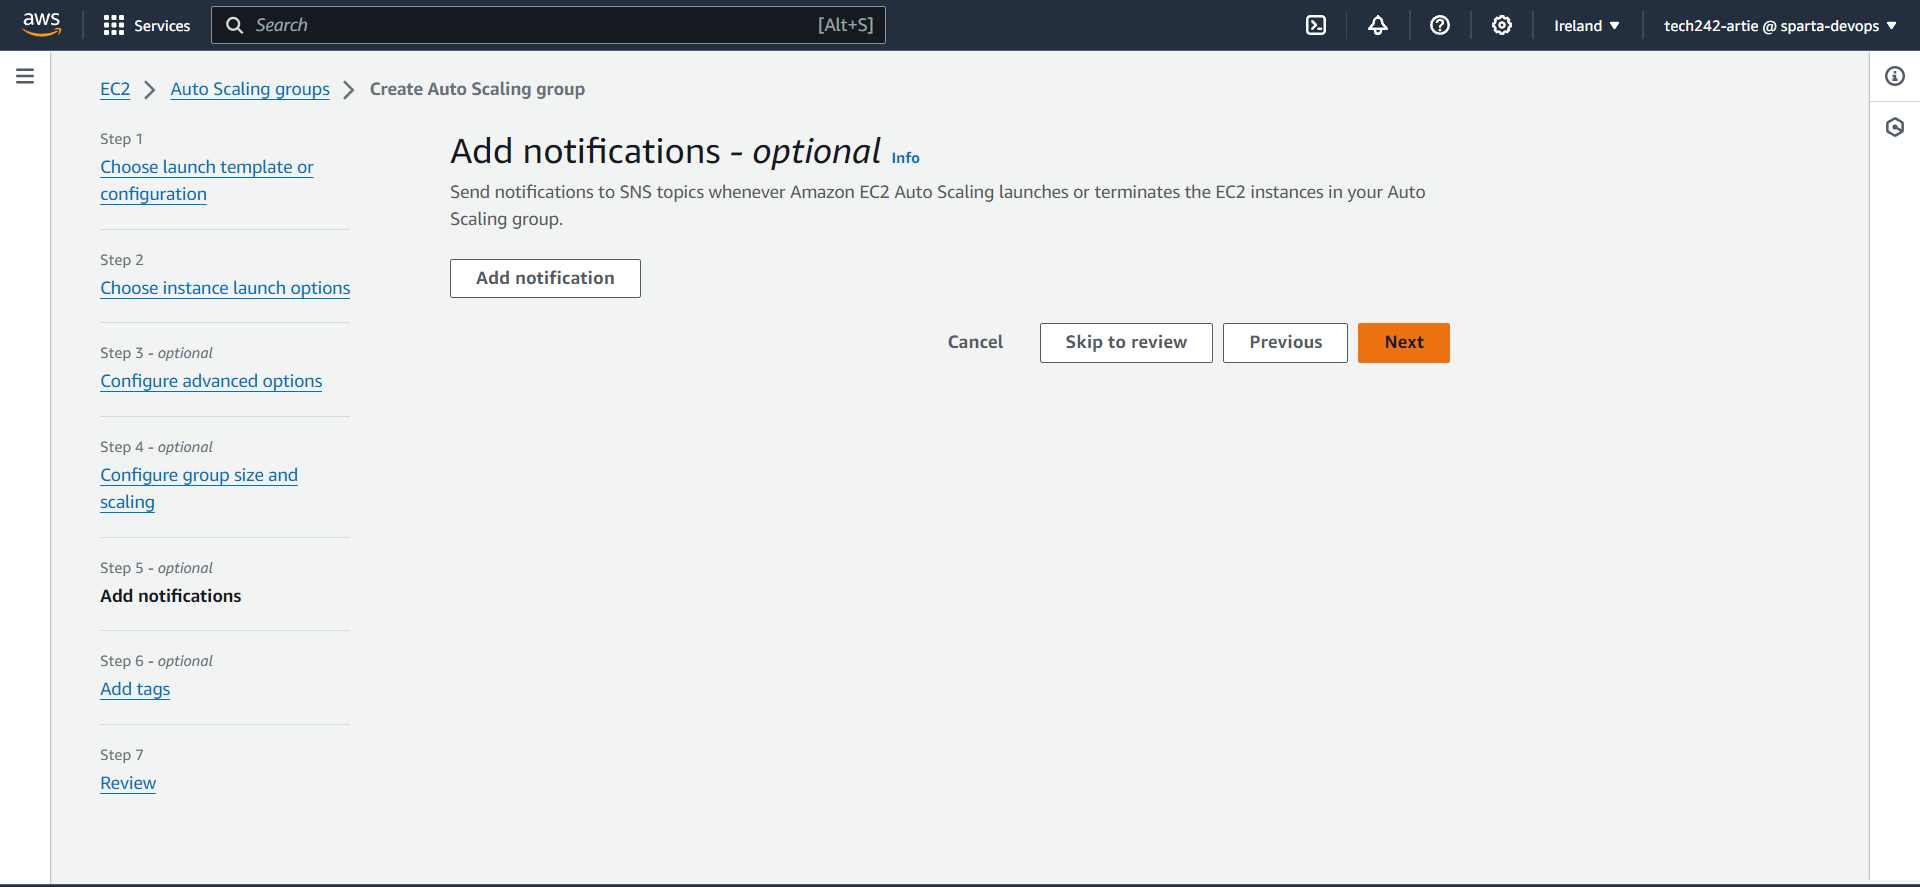 aws
Services
Search
[Alt+S]
Ireland
tech242-artie @ sparta-devops
EC2
Auto Scaling groups
Create Auto Scaling group
Step 1
Choose launch template or
configuration
Step 2
Choose instance launch options
Step 3 - optional
Configure advanced options
Step 4 - optional
Configure group size and
scaling
Step 5 - optional
Add notifications
Step 6 - optional
Add tags
Step 7
Review
Add notifications - optional Info
Send notifications to SNS topics whenever Amazon EC2 Auto Scaling launches or terminates the EC2 instances in your Auto
Scaling group.
Add notification
Cancel
Skip to review
Previous
Next